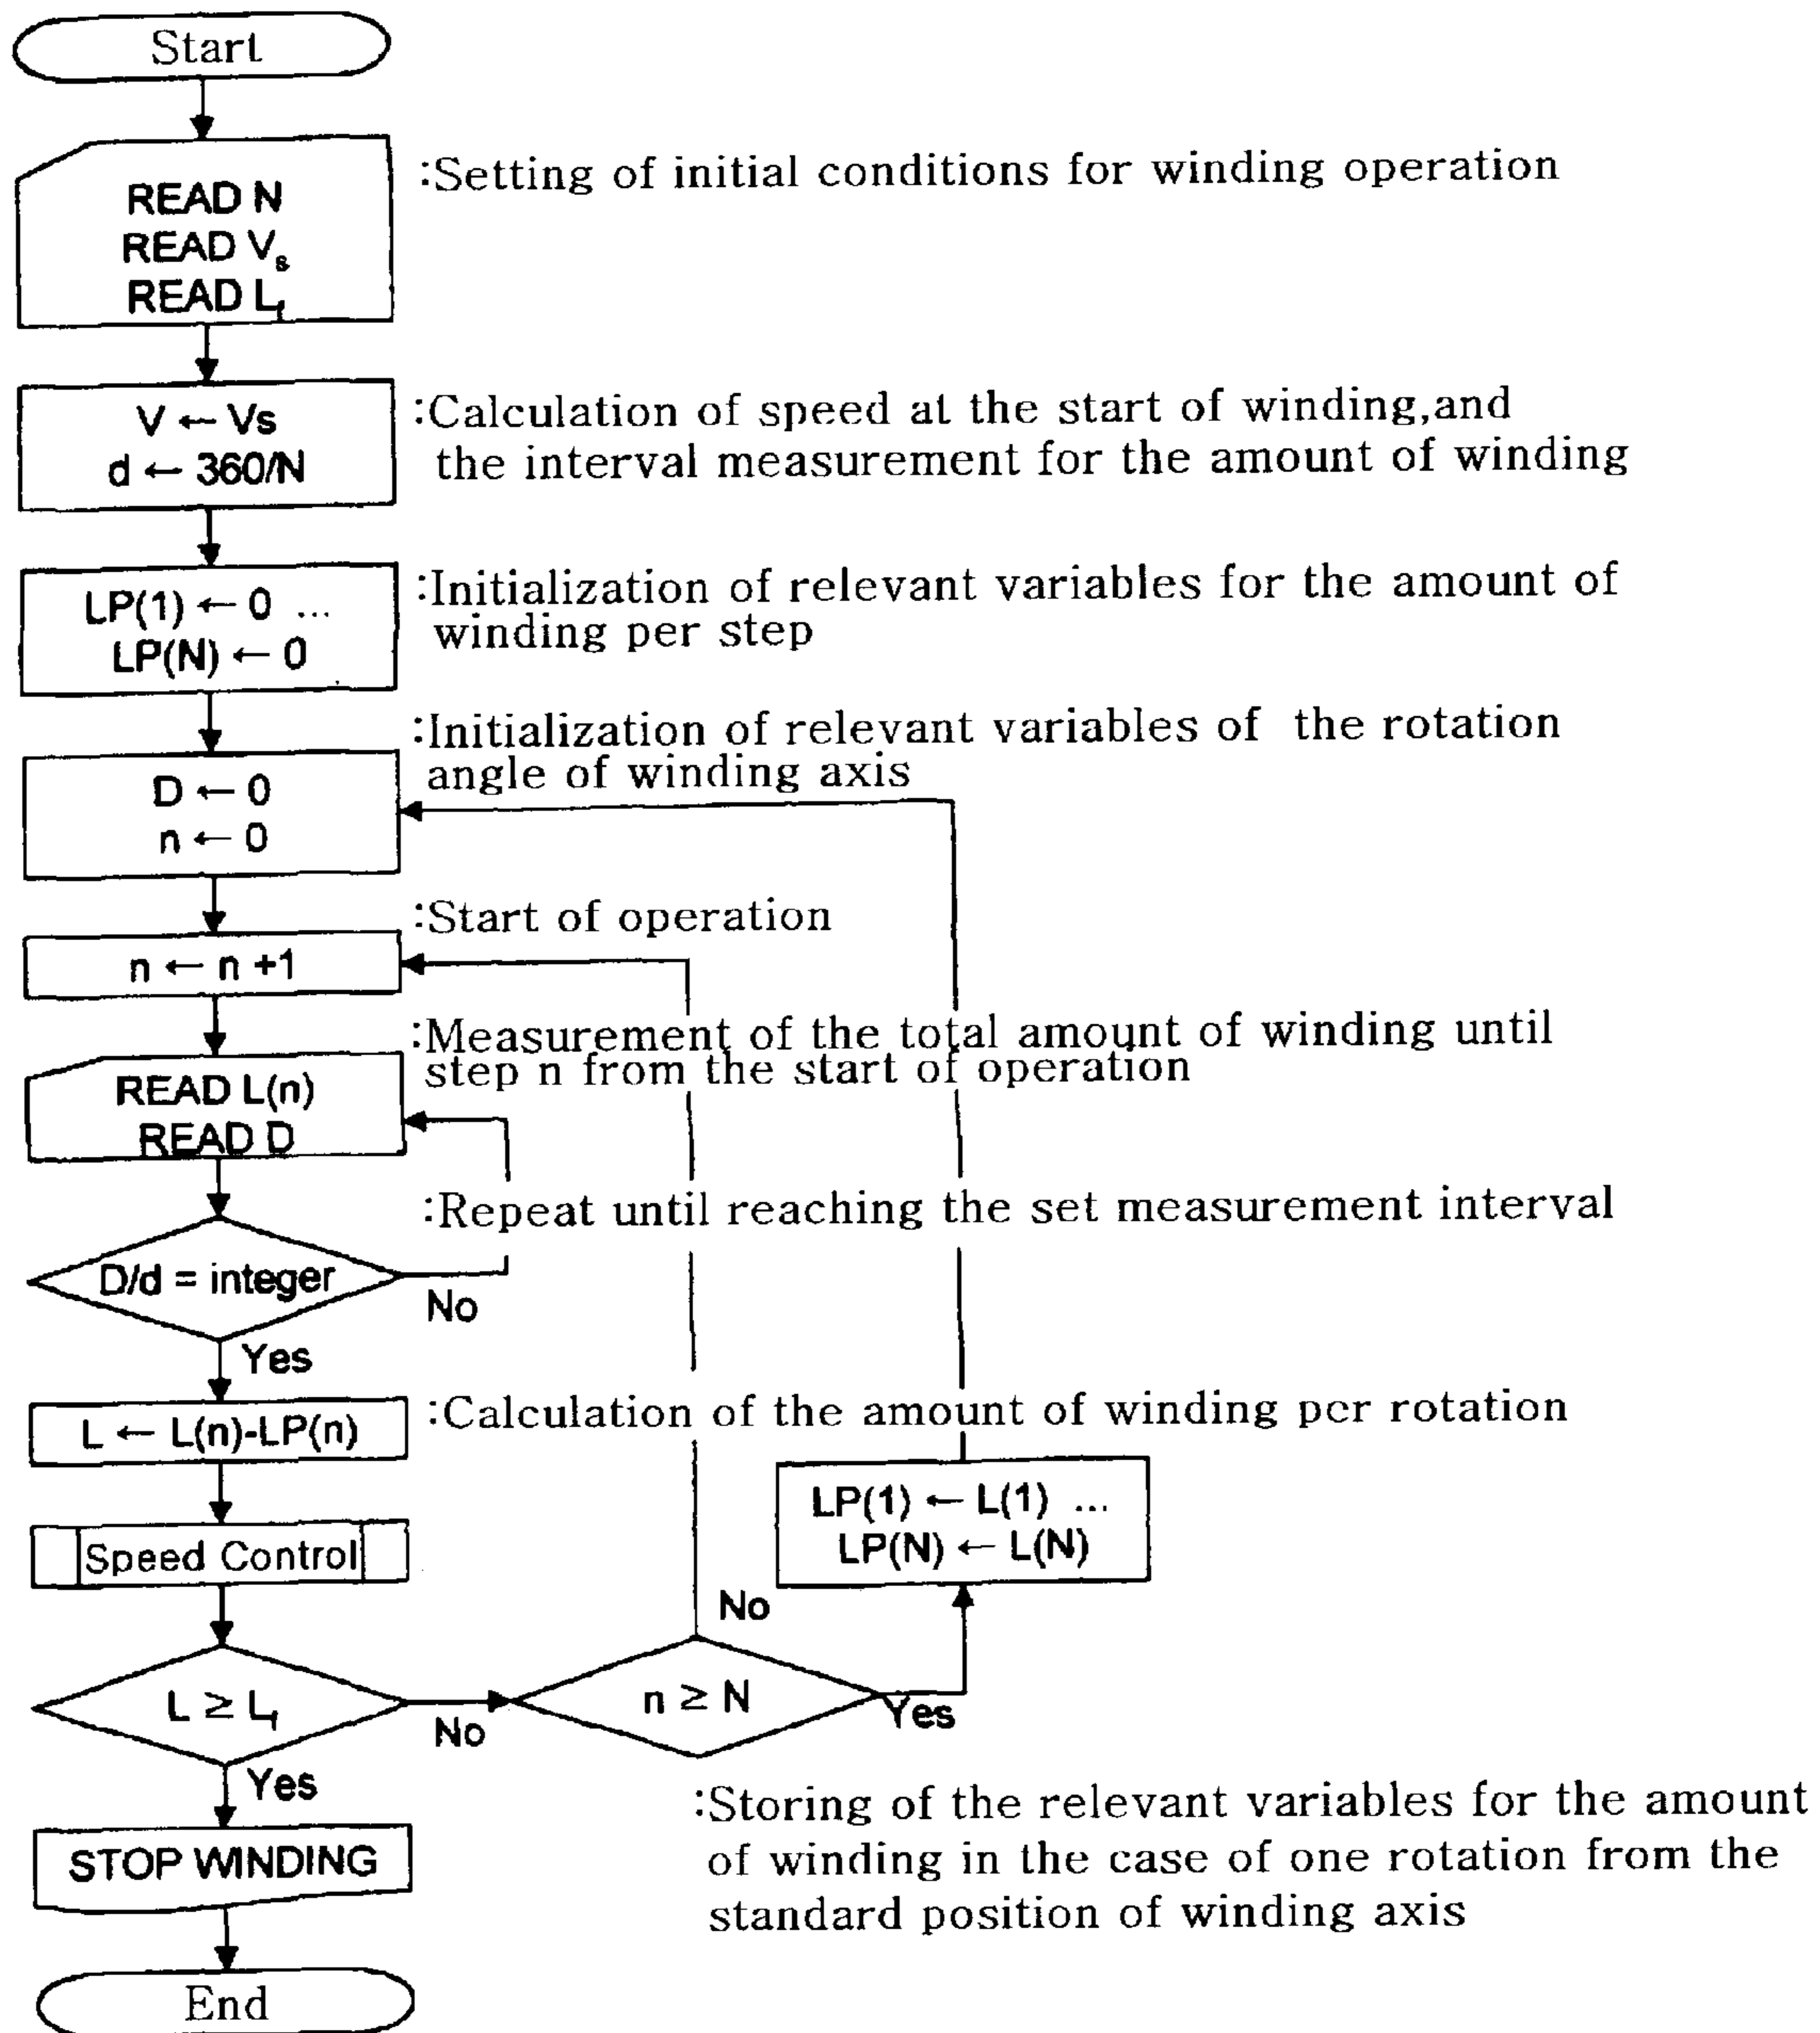 Start
READ N
READ Vs
READ Lf
:Setting of initial conditions for winding operation
V ← Vs
d ← 360/N
:Calculation of speed at the start of winding,and
the interval measurement for the amount of winding
LP(1) ← 0 ...
LP(N) ← 0
:Initialization of relevant variables for the amount of
winding per step
:Initialization of relevant variables of the rotation
angle of winding axis
D ← 0
n ← 0
:Start of operation
n ← n +1
:Measurement of the total amount of winding until
step n from the start of operation
READ L(n)
READ D
:Repeat until reaching the set measurement interval
D/d = integer
No
Yes
L ← L(n)-LP(n)
:Calculation of the amount of winding per rotation
LP(1) ← L(1) ...
LP(N) ← L(N)
Speed Control
No
L ≥ Lf
No
n ≥ N
Yes
Yes
:Storing of the relevant variables for the amount
of winding in the case of one rotation from the
standard position of winding axis
STOP WINDING
End